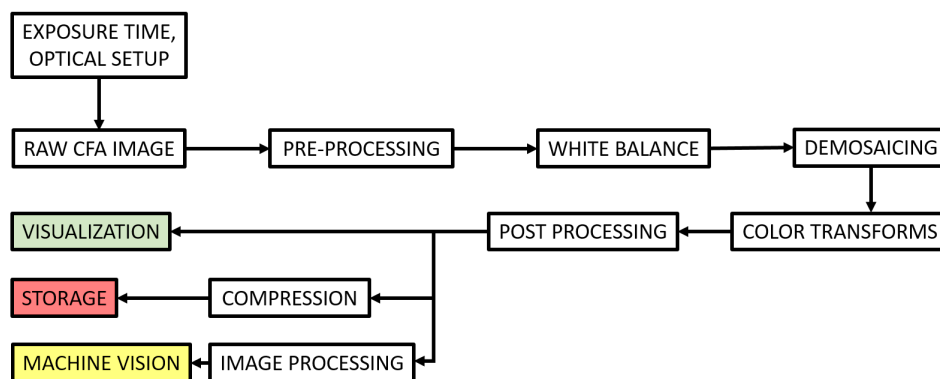 EXPOSURE TIME,
OPTICAL SETUP
RAW CFA IMAGE
PRE-PROCESSING
WHITE BALANCE
DEMOSAICING
VISUALIZATION
POST PROCESSING
COLOR TRANSFORMS
STORAGE
COMPRESSION
MACHINE VISION
IMAGE PROCESSING